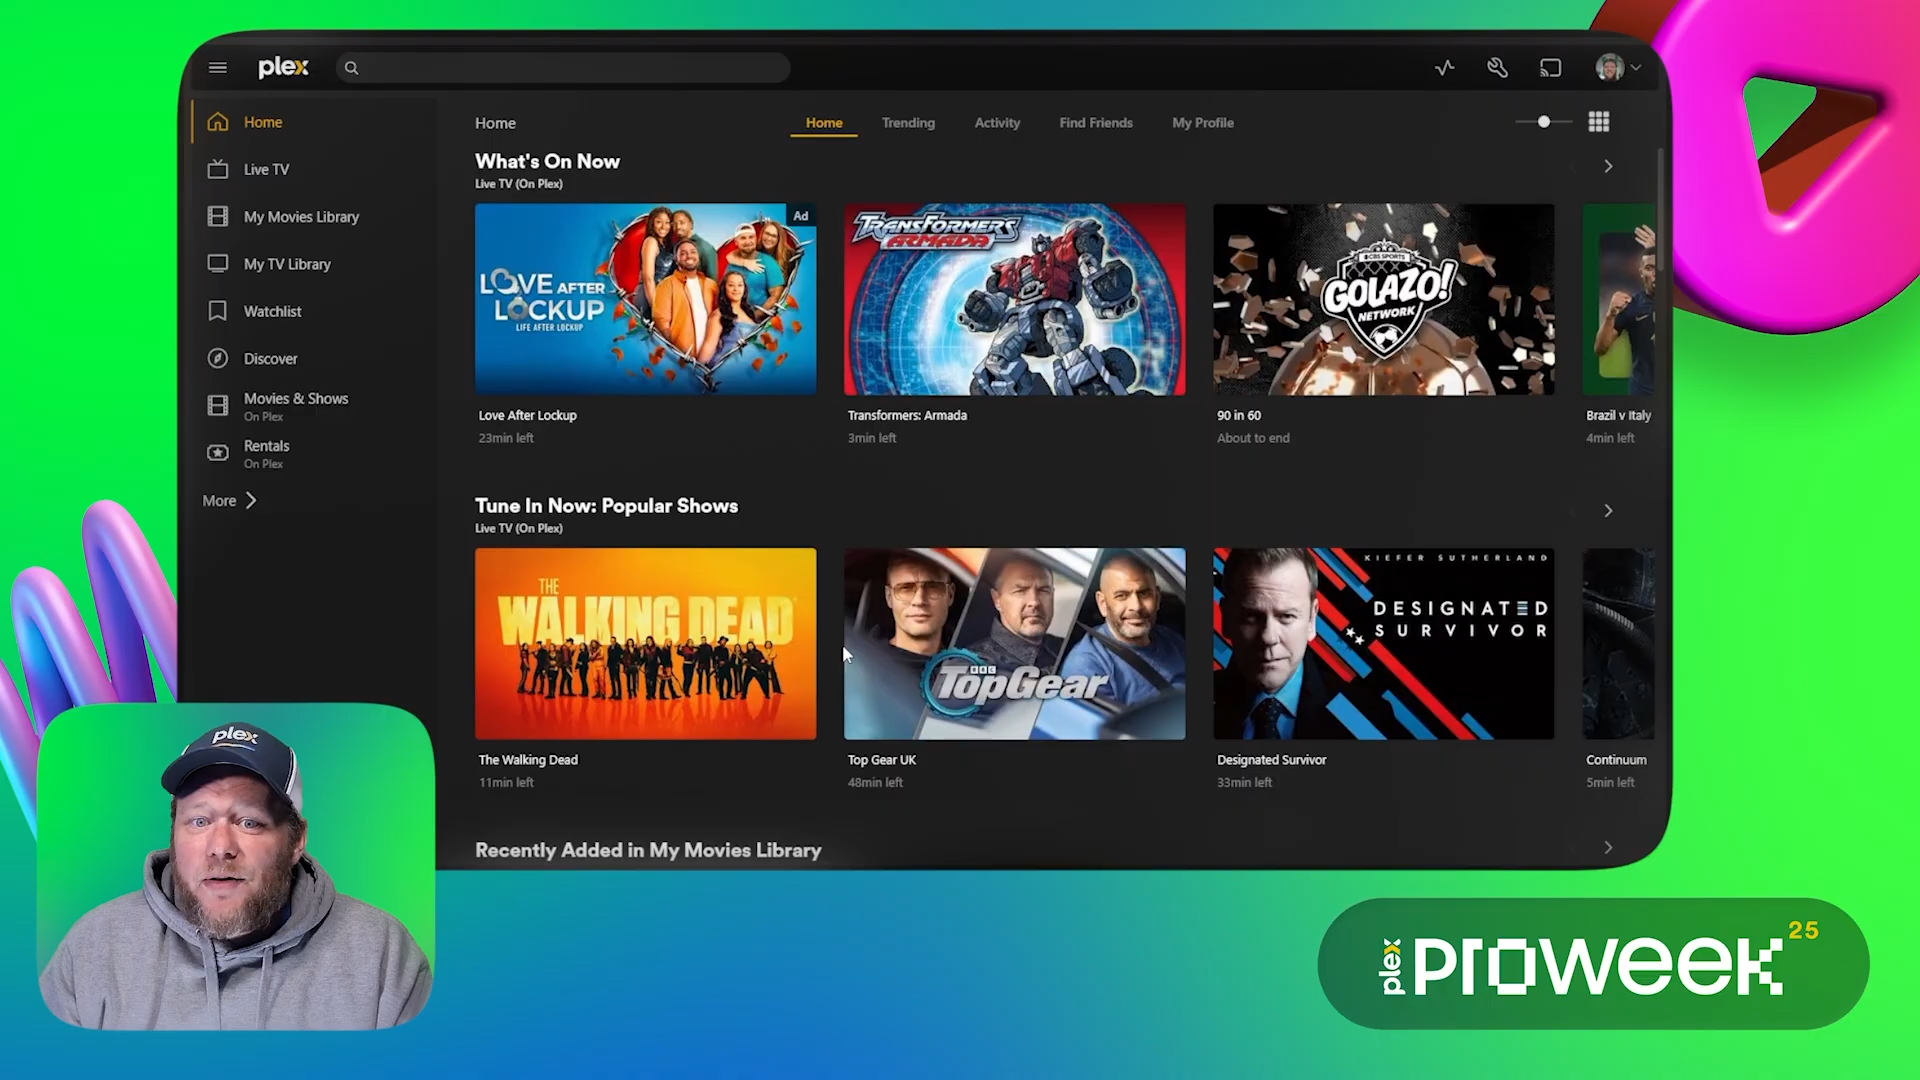 plex
Home
Live TV
My Movies Library
My TV Library
Watchlist
Discover
Movies & Shows
On Plex
Rentals
On Plex
More
Home
Home
Trending
Activity
Find Friends
My Profile
What's On Now
Live TV (On Plex)
Ad
LOVE AFTER
LOCKUP
LIFE AFTER LOCKUP
TRANSFORMERS
ARMADA
CBS SPORTS
GOLAZO!
NETWORK
Love After Lockup
23min left
Transformers: Armada
3min left
90 in 60
About to end
Brazil v Italy
4min left
Tune In Now: Popular Shows
Live TV (On Plex)
THE
WALKING DEAD
BBC
TopGear
KIEFER SUTHERLAND
DESIGNATED
SURVIVOR
The Walking Dead
11min left
Top Gear UK
48min left
Designated Survivor
33min left
Continuum
5min left
Recently Added in My Movies Library
plex
plex proweek 25